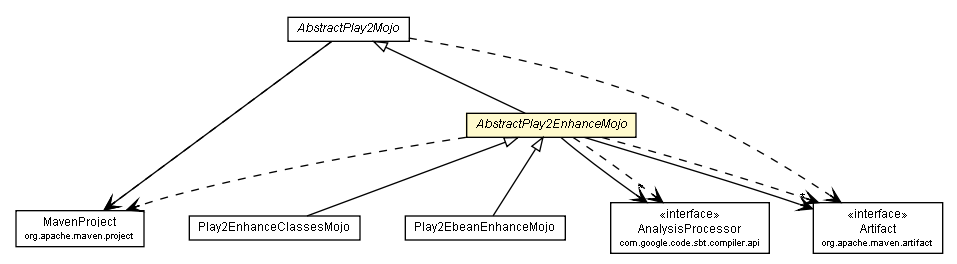 AbstractPlay2Mojo
AbstractPlay2EnhanceMojo
MavenProject
org.apache.maven.project
Play2EnhanceClassesMojo
Play2EbeanEnhanceMojo
«interface»
AnalysisProcessor
com.google.code.sbt.compiler.api
«interface»
Artifact
org.apache.maven.artifact